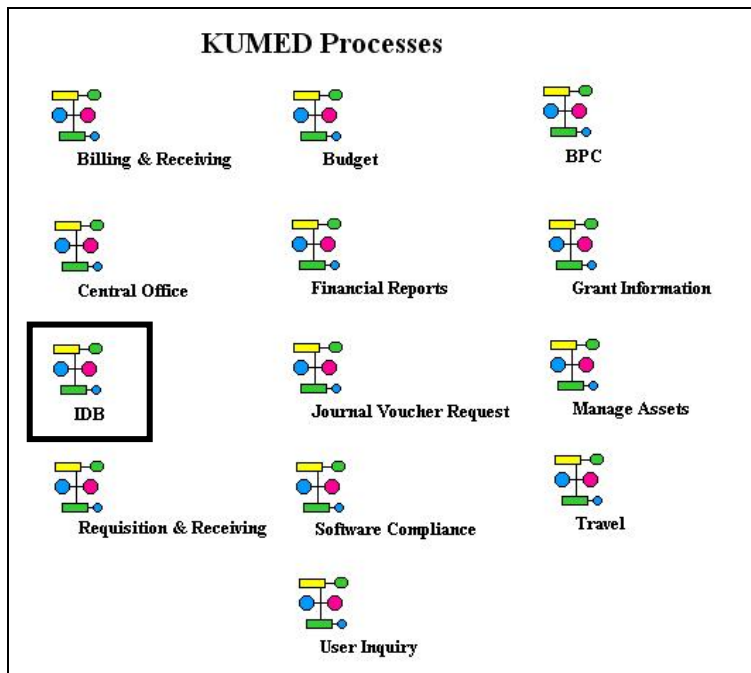 KUMED Processes
Billing & Receiving
Budget
BPC
Central Office
Financial Reports
Grant Information
IDB
Journal Voucher Request
Manage Assets
Requisition & Receiving
Software Compliance
Travel
User Inquiry